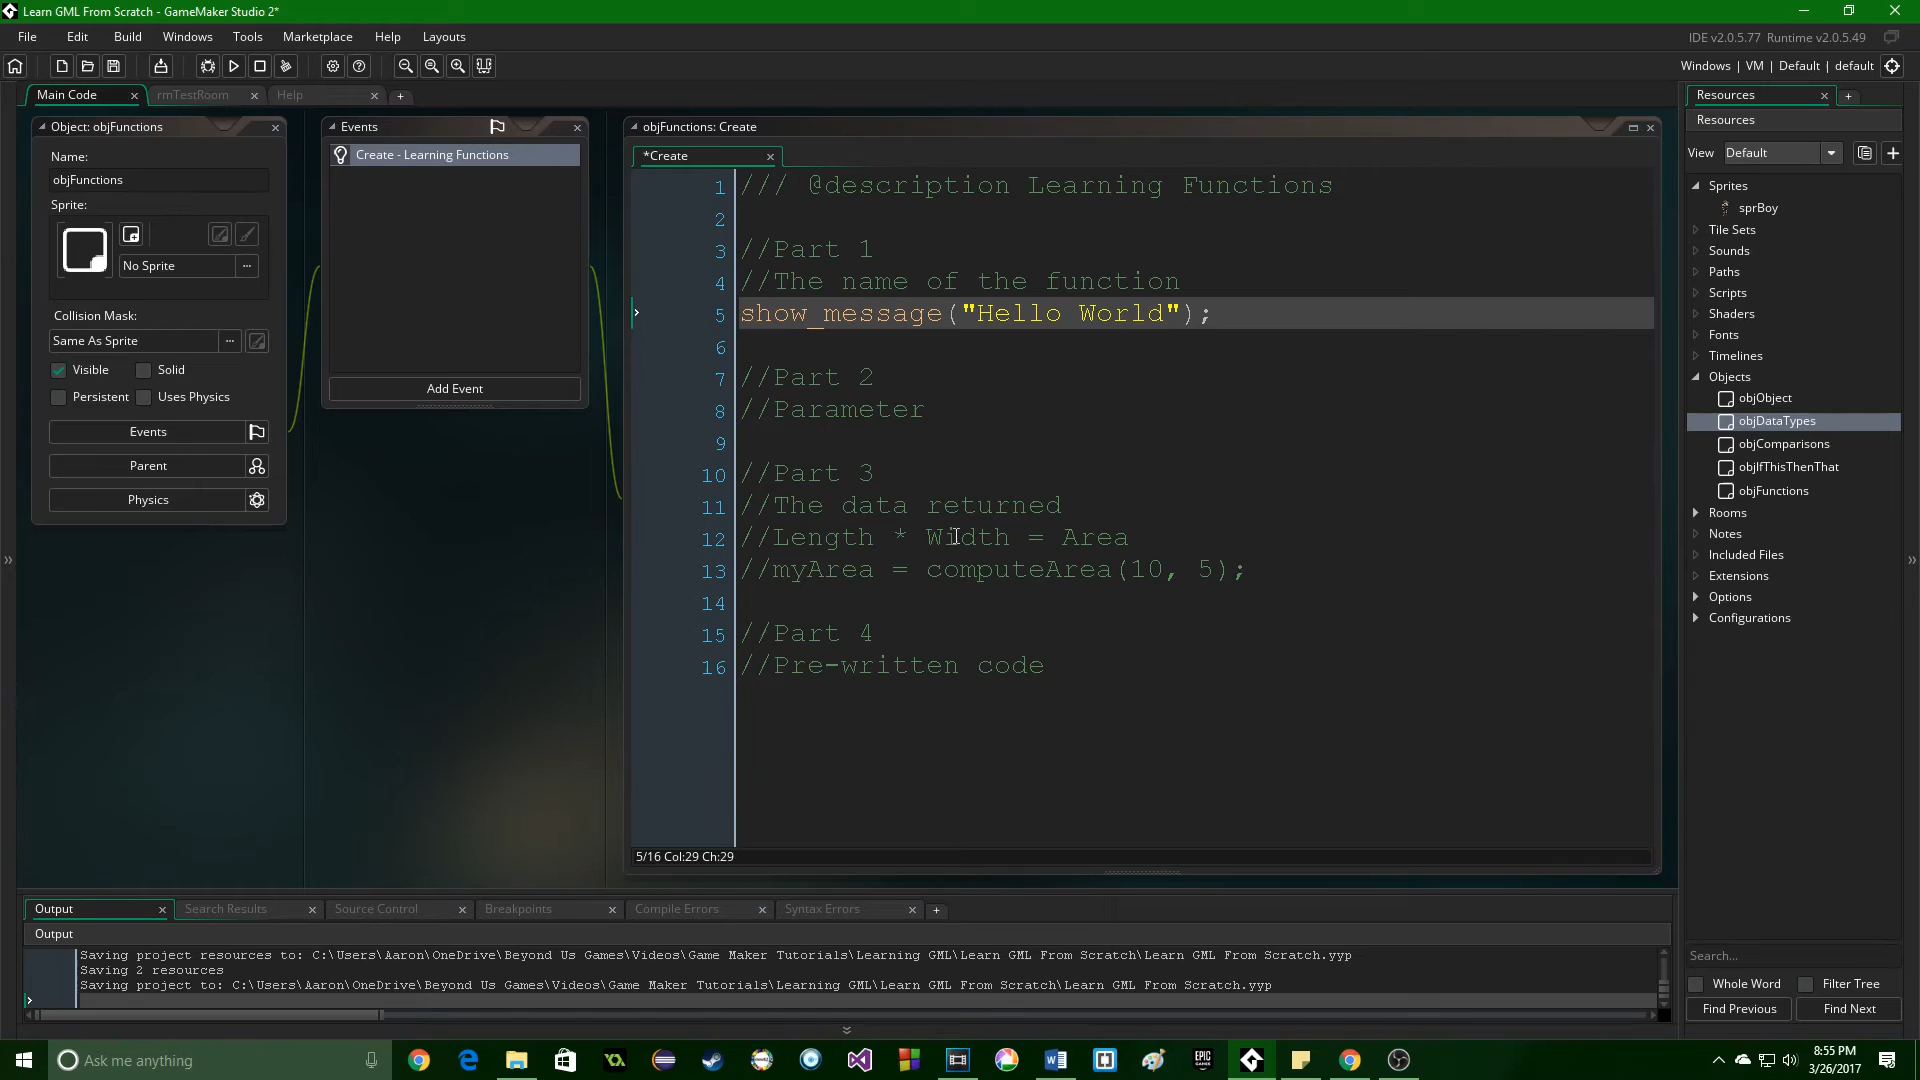 Learn GML From Scratch - GameMaker Studio 2*
File Edit Build Windows Tools Marketplace Help Layouts
IDE v2.0.5.77 Runtime v2.0.5.49
Windows | VM | Default | default
Main Code
rmTestRoom
Help
Object: objFunctions
Name:
objFunctions
Sprite:
No Sprite
Collision Mask:
Same As Sprite
Visible
Solid
Persistent
Uses Physics
Events
Parent
Physics
Events
Create - Learning Functions
Add Event
objFunctions: Create
*Create
1 /// @description Learning Functions
2
3 //Part 1
4 //The name of the function
5 show_message("Hello World");
6
7 //Part 2
8 //Parameter
9
10 //Part 3
11 //The data returned
12 //Length * Width = Area
13 //myArea = computeArea(10, 5);
14
15 //Part 4
16 //Pre-written code
5/16 Col:29 Ch:29
Resources
Resources
View Default
Sprites
sprBoy
Tile Sets
Sounds
Paths
Scripts
Shaders
Fonts
Timelines
Objects
objObject
objDataTypes
objComparisons
objIfThisThenThat
objFunctions
Rooms
Notes
Included Files
Extensions
Options
Configurations
Search...
Whole Word
Filter Tree
Find Previous
Find Next
Output
Search Results
Source Control
Breakpoints
Compile Errors
Syntax Errors
Output
Saving project resources to: C:\Users\Aaron\OneDrive\Beyond Us Games\Videos\Game Maker Tutorials\Learning GML\Learn GML From Scratch\Learn GML From Scratch.yyp
Saving 2 resources
Saving project to: C:\Users\Aaron\OneDrive\Beyond Us Games\Videos\Game Maker Tutorials\Learning GML\Learn GML From Scratch\Learn GML From Scratch.yyp
Ask me anything
EPIC GAMES
8:55 PM
3/26/2017